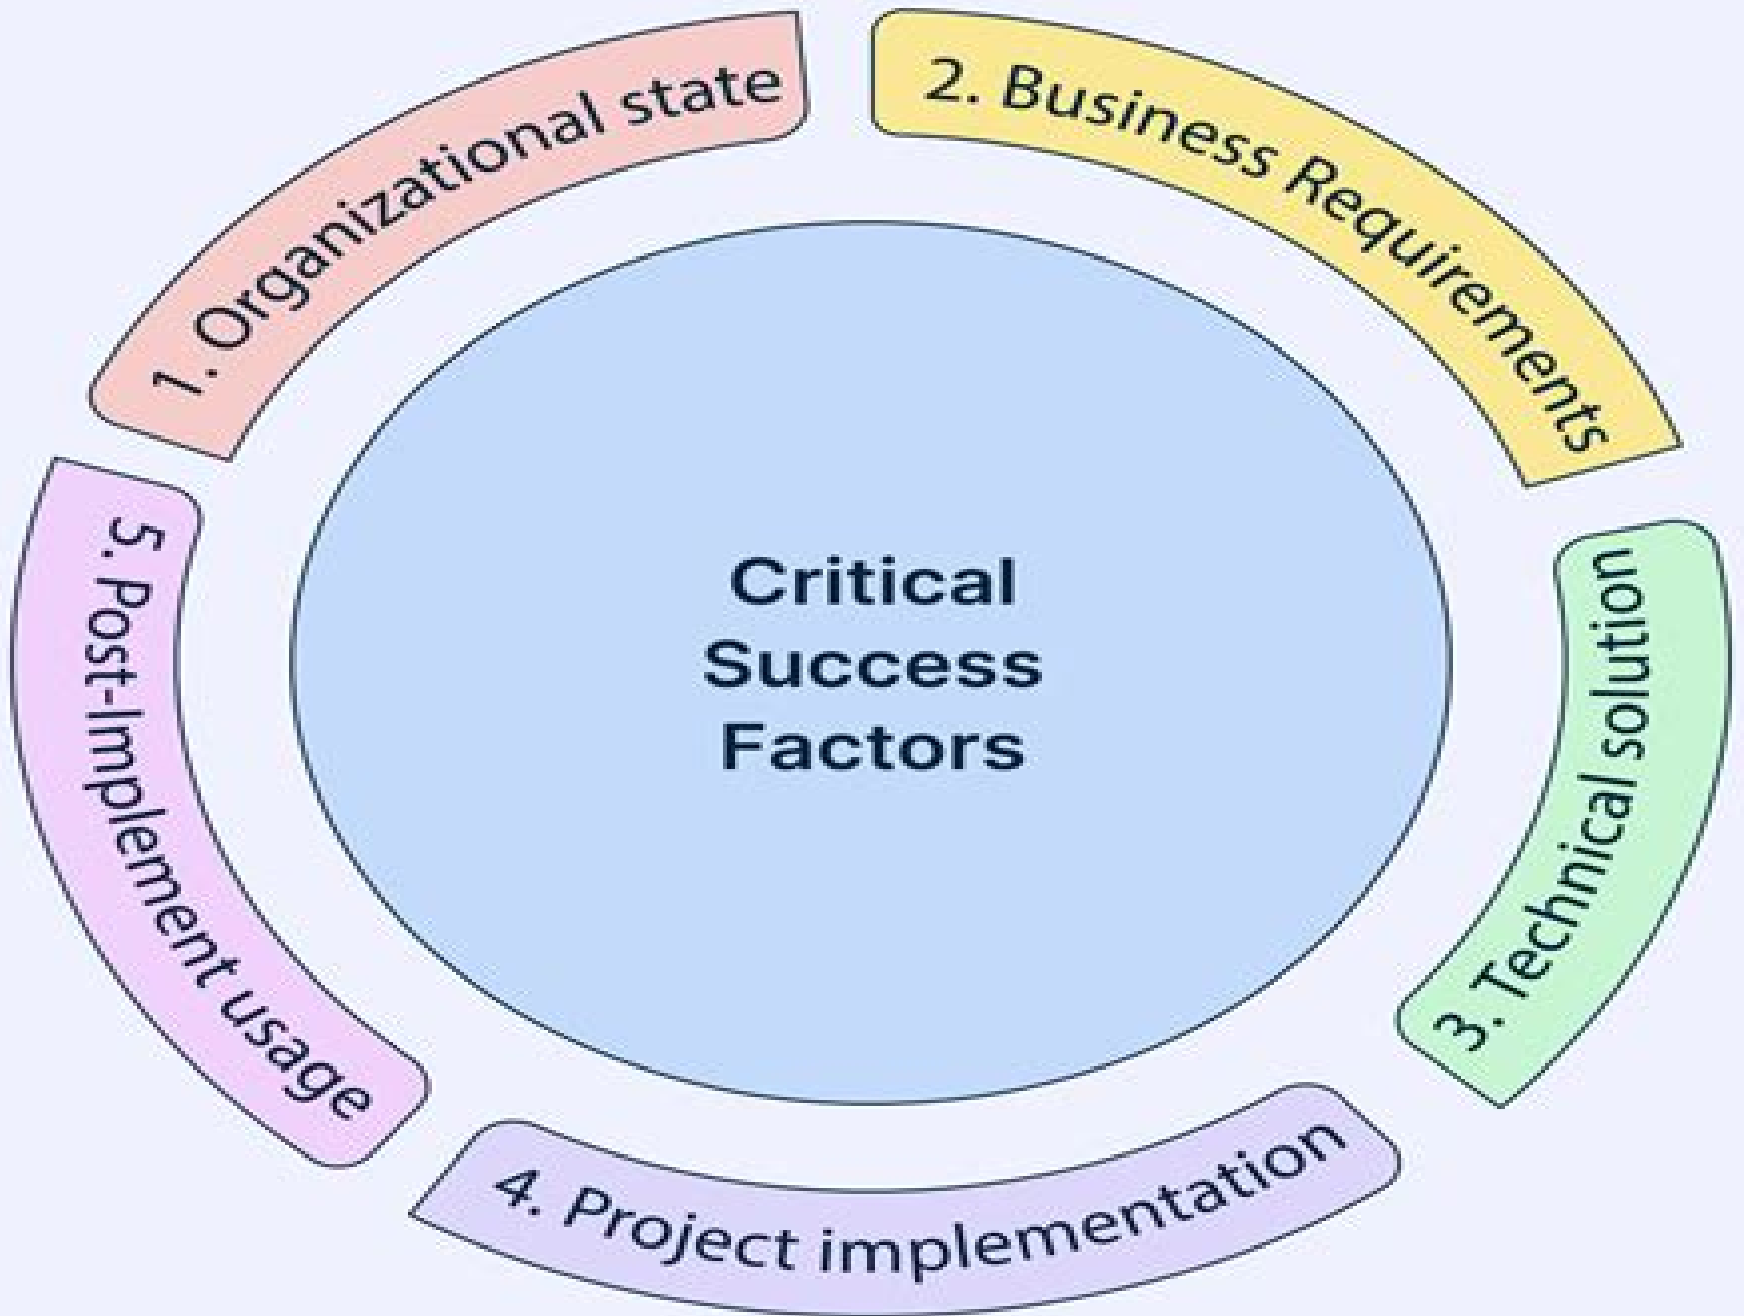 1. Organizational state
2. Business Requirements
3. Technical solution
4. Project implementation
5. Post-Implement usage
Critical
Success
Factors